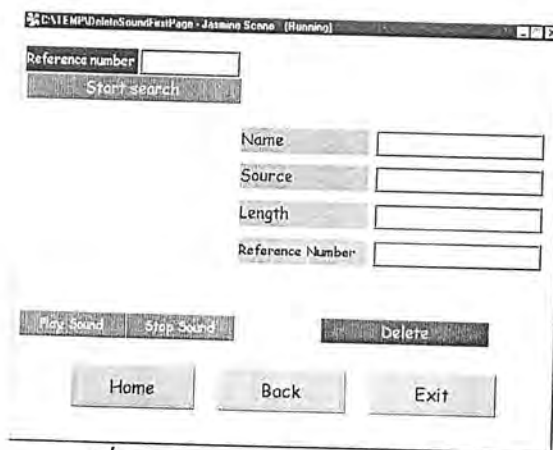 C:\TEMP\DeleteSoundFirstPage - Jasmine Scene (Running)
Reference number
Start search
Name
Source
Length
Reference Number
Play Sound Stop Sound Delete
Home Back Exit